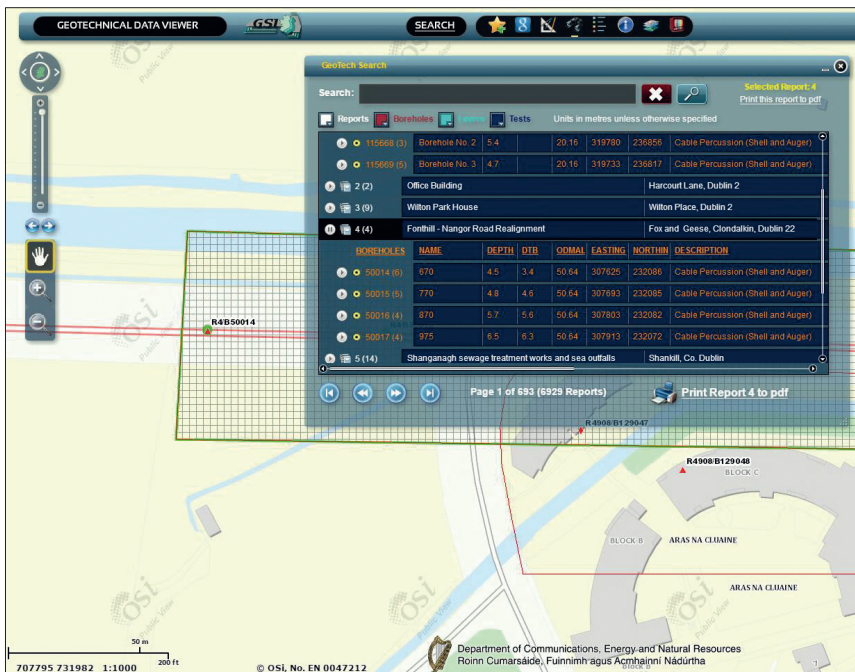 GEOTECHNICAL DATA VIEWER
GSI
SEARCH
GeoTech Search
Search:
Selected Report: 4
Print this report to pdf
Reports Boreholes Layers Tests Units in metres unless otherwise specified
115668 (3) Borehole No. 2 5.4 20.16 319780 236856 Cable Percussion (Shell and Auger)
115669 (5) Borehole No. 3 4.7 20.16 319733 236817 Cable Percussion (Shell and Auger)
2 (2) Office Building Harcourt Lane, Dublin 2
3 (9) Wilton Park House Wilton Place, Dublin 2
4 (4) Fonthill - Nangor Road Realignment Fox and Geese, Clondalkin, Dublin 22
BOREHOLES NAME DEPTH DTB ODMAL EASTING NORTHIN DESCRIPTION
50014 (6) 670 4.5 3.4 50.64 307625 232086 Cable Percussion (Shell and Auger)
50015 (5) 770 4.8 4.6 50.64 307693 232085 Cable Percussion (Shell and Auger)
50016 (4) 870 5.7 5.6 50.64 307803 232082 Cable Percussion (Shell and Auger)
50017 (4) 975 6.5 6.3 50.64 307913 232072 Cable Percussion (Shell and Auger)
5 (14) Shanganagh sewage treatment works and sea outfalls Shankill, Co. Dublin
Page 1 of 693 (6929 Reports)
Print Report 4 to pdf
R4/B50014
R4908/B129047
R4908/B129048
BLOCK C
BLOCK B
ARAS NA CLUAINE
ARAS NA CLUAINE
BLOCK B
1
50 m
200 ft
707795 731982 1:1000
© OSi, No. EN 0047212
Department of Communications, Energy and Natural Resources
Roinn Cumarsáide, Fuinnimh agus Acmhainní Nádúrtha
OSi
Public View